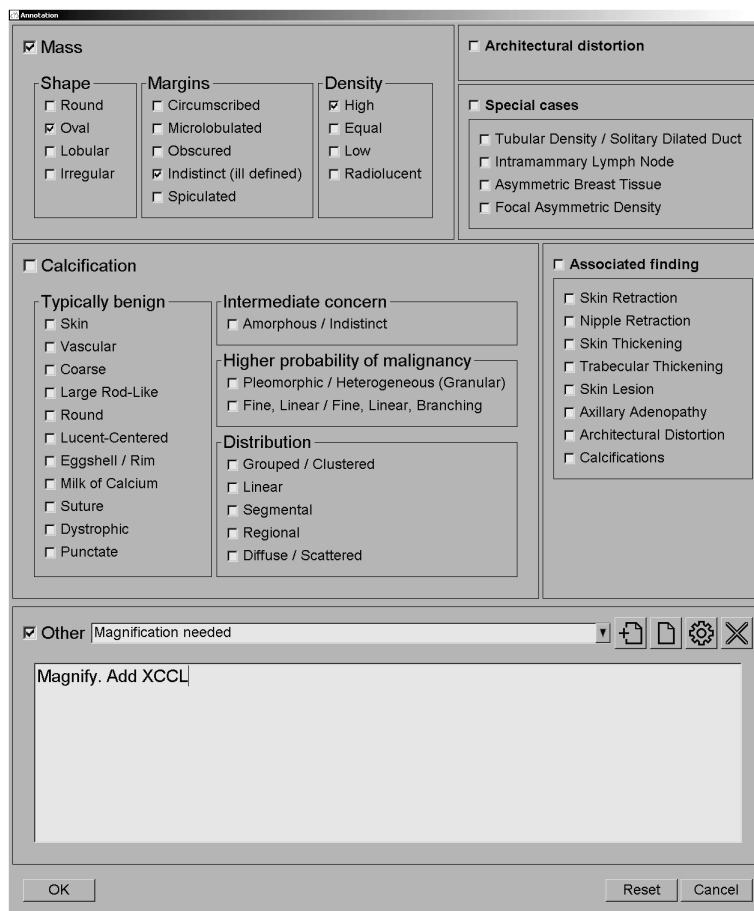 Annotation
Mass
Shape
Round
Oval
Lobular
Irregular
Margins
Circumscribed
Microlobulated
Obscured
Indistinct (ill defined)
Spiculated
Density
High
Equal
Low
Radiolucent
Architectural distortion
Special cases
Tubular Density / Solitary Dilated Duct
Intramammary Lymph Node
Asymmetric Breast Tissue
Focal Asymmetric Density
Calcification
Typically benign
Skin
Vascular
Coarse
Large Rod-Like
Round
Lucent-Centered
Eggshell / Rim
Milk of Calcium
Suture
Dystrophic
Punctate
Intermediate concern
Amorphous / Indistinct
Higher probability of malignancy
Pleomorphic / Heterogeneous (Granular)
Fine, Linear / Fine, Linear, Branching
Distribution
Grouped / Clustered
Linear
Segmental
Regional
Diffuse / Scattered
Associated finding
Skin Retraction
Nipple Retraction
Skin Thickening
Trabecular Thickening
Skin Lesion
Axillary Adenopathy
Architectural Distortion
Calcifications
Other Magnification needed
Magnify. Add XCCL
OK
Reset
Cancel